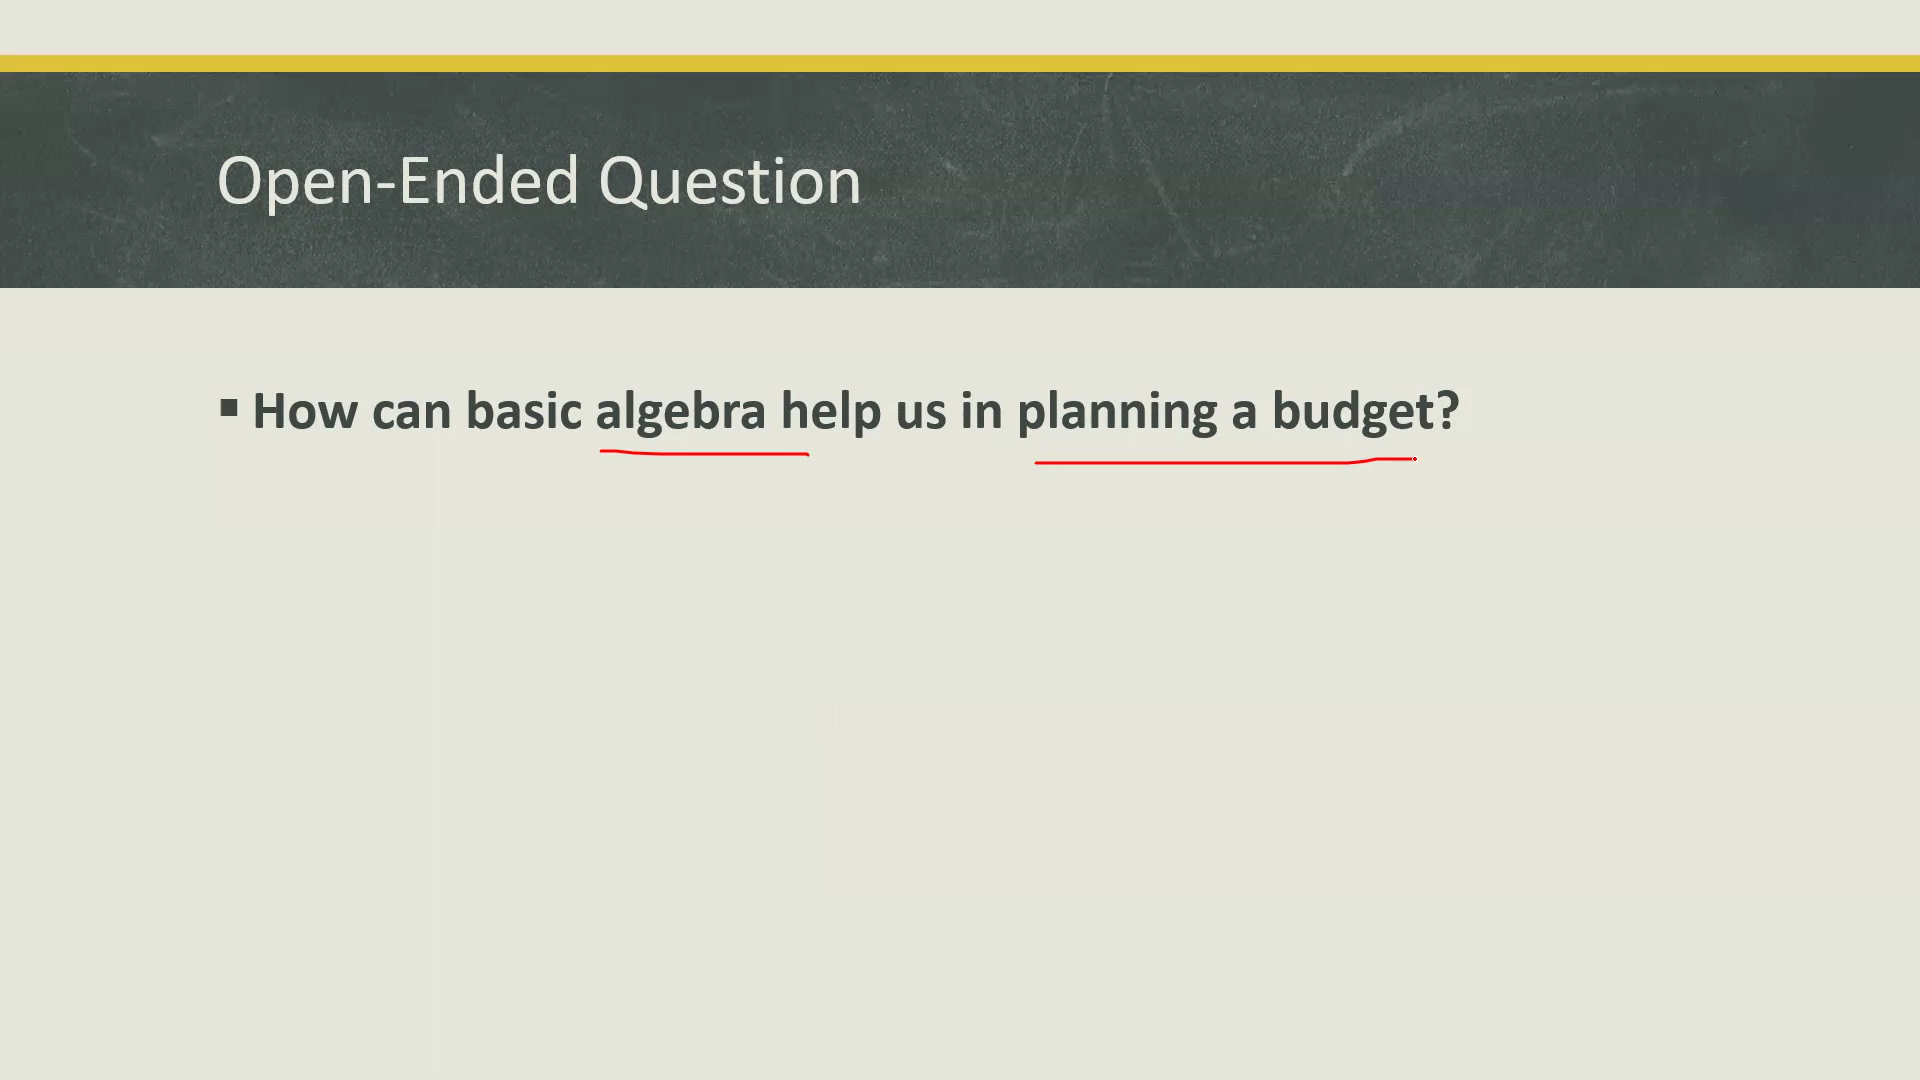 Open-Ended Question
▪ How can basic algebra help us in planning a budget?